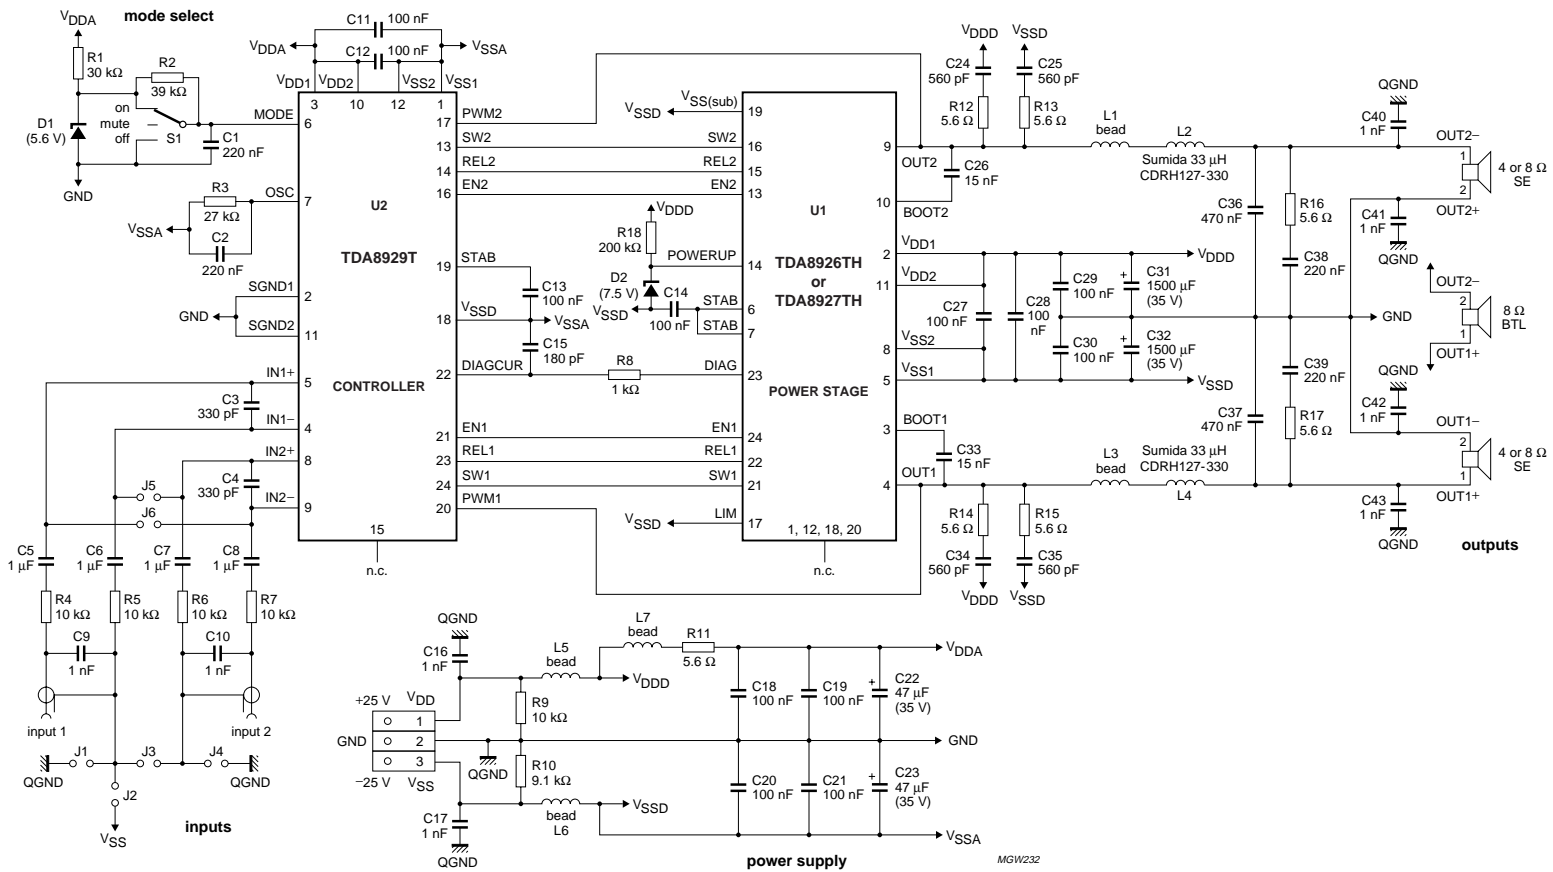 mode select
VDDA
R1
30 kΩ
R2
39 kΩ
on
mute
off
S1
D1
(5.6 V)
C1
220 nF
GND
MODE
6
C11
100 nF
C12
100 nF
VDDA
VSSA
VDD1
VDD2
VSS2
VSS1
3
10
12
1
R3
27 kΩ
C2
220 nF
VSSA
OSC
7
SGND1
2
GND
SGND2
11
IN1+
5
C3
330 pF
IN1−
4
IN2+
8
C4
330 pF
IN2−
9
J5
J6
C5
1 µF
C6
1 µF
C7
1 µF
C8
1 µF
R4
10 kΩ
R5
10 kΩ
R6
10 kΩ
R7
10 kΩ
C9
1 nF
C10
1 nF
input 1
input 2
J1
J3
J4
QGND
QGND
J2
VSS
inputs
U2
TDA8929T
CONTROLLER
15
n.c.
17
PWM2
13
SW2
14
REL2
16
EN2
19
STAB
C13
100 nF
18
VSSD
VSSA
C15
180 pF
22
DIAGCUR
R8
1 kΩ
21
EN1
23
REL1
24
SW1
20
PWM1
VSSD
VSS(sub)
19
SW2
16
REL2
15
EN2
13
VDDD
R18
200 kΩ
POWERUP
14
D2
(7.5 V)
VSSD
C14
100 nF
STAB
6
STAB
7
DIAG
23
EN1
24
REL1
22
SW1
21
VSSD
LIM
17
U1
TDA8926TH
or
TDA8927TH
POWER STAGE
1, 12, 18, 20
n.c.
9
OUT2
10
BOOT2
C26
15 nF
2
VDD1
11
VDD2
8
VSS2
5
VSS1
3
BOOT1
4
OUT1
C33
15 nF
VDDD
VSSD
C24
560 pF
C25
560 pF
R12
5.6 Ω
R13
5.6 Ω
L1
bead
L2
Sumida 33 µH
CDRH127-330
C27
100 nF
C28
100
nF
C29
100 nF
C30
100 nF
C31
1500 µF
(35 V)
C32
1500 µF
(35 V)
VDDD
VSSD
GND
C36
470 nF
C37
470 nF
R16
5.6 Ω
C38
220 nF
C39
220 nF
R17
5.6 Ω
L3
bead
Sumida 33 µH
CDRH127-330
L4
R14
5.6 Ω
R15
5.6 Ω
C34
560 pF
C35
560 pF
VDDD
VSSD
QGND
C40
1 nF
OUT2−
1
2
OUT2+
4 or 8 Ω
SE
C41
1 nF
QGND
OUT2−
2
1
OUT1+
8 Ω
BTL
QGND
C42
1 nF
OUT1−
2
1
OUT1+
4 or 8 Ω
SE
C43
1 nF
QGND
outputs
QGND
C16
1 nF
L5
bead
L7
bead
R11
5.6 Ω
VDDA
VDDD
+25 V
VDD
1
GND
2
3
−25 V
VSS
QGND
R9
10 kΩ
R10
9.1 kΩ
C18
100 nF
C19
100 nF
C22
47 µF
(35 V)
GND
C20
100 nF
C21
100 nF
C23
47 µF
(35 V)
C17
1 nF
QGND
bead
L6
VSSD
VSSA
power supply
MGW232